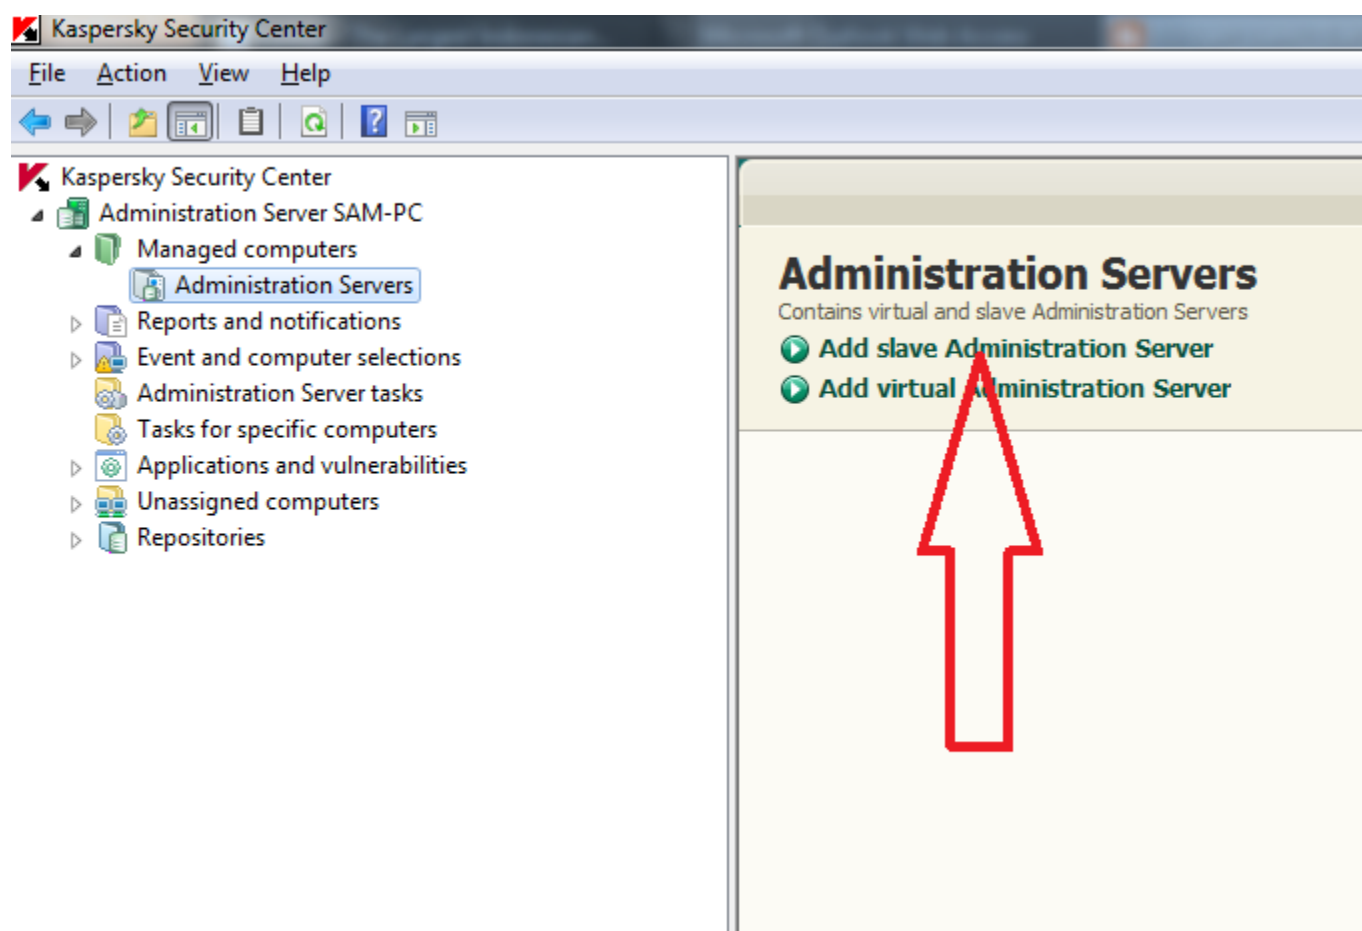 Kaspersky Security Center
File Action View Help
Kaspersky Security Center
Administration Server SAM-PC
Managed computers
Administration Servers
Reports and notifications
Event and computer selections
Administration Server tasks
Tasks for specific computers
Applications and vulnerabilities
Unassigned computers
Repositories
Administration Servers
Contains virtual and slave Administration Servers
Add slave Administration Server
Add virtual Administration Server